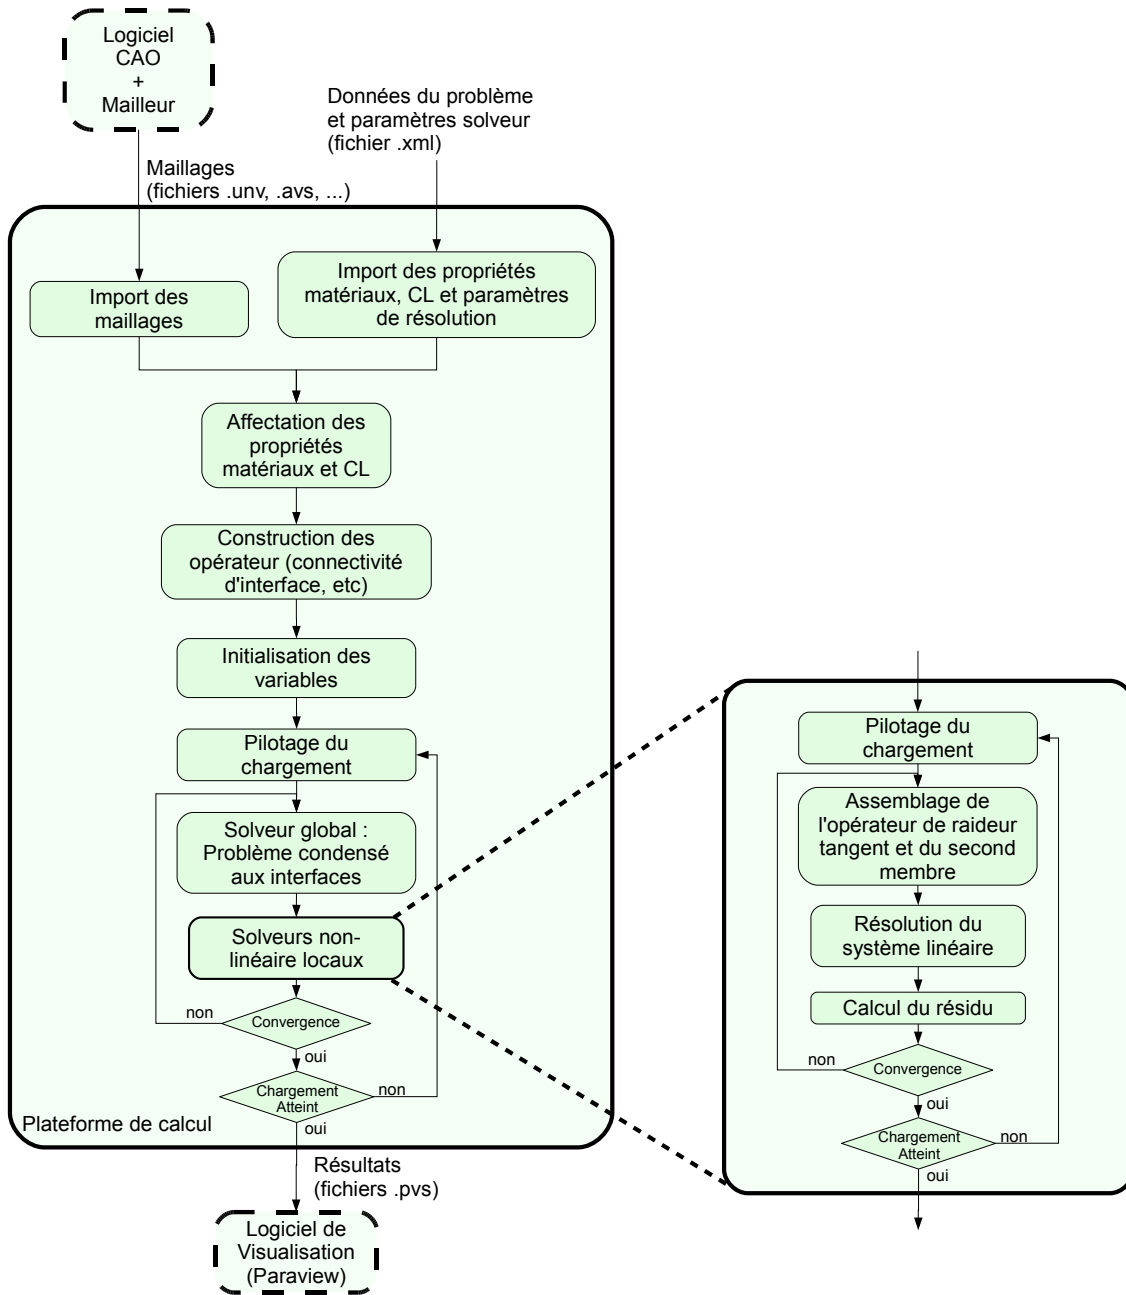 Logiciel
CAO
+
Mailleur
Données du problème
et paramètres solveur
(fichier .xml)
Maillages
(fichiers .unv, .avs, ...)
Import des
maillages
Import des propriétés
matériaux, CL et paramètres
de résolution
Affectation des
propriétés
matériaux et CL
Construction des
opérateur (connectivité
d'interface, etc)
Initialisation des
variables
Pilotage du
chargement
Solveur global :
Problème condensé
aux interfaces
Solveurs non-
linéaire locaux
non
Convergence
oui
Chargement
Atteint
non
oui
Plateforme de calcul
Résultats
(fichiers .pvs)
Logiciel de
Visualisation
(Paraview)
Pilotage du
chargement
Assemblage de
l'opérateur de raideur
tangent et du second
membre
Résolution du
système linéaire
Calcul du résidu
non
Convergence
oui
Chargement
Atteint
non
oui